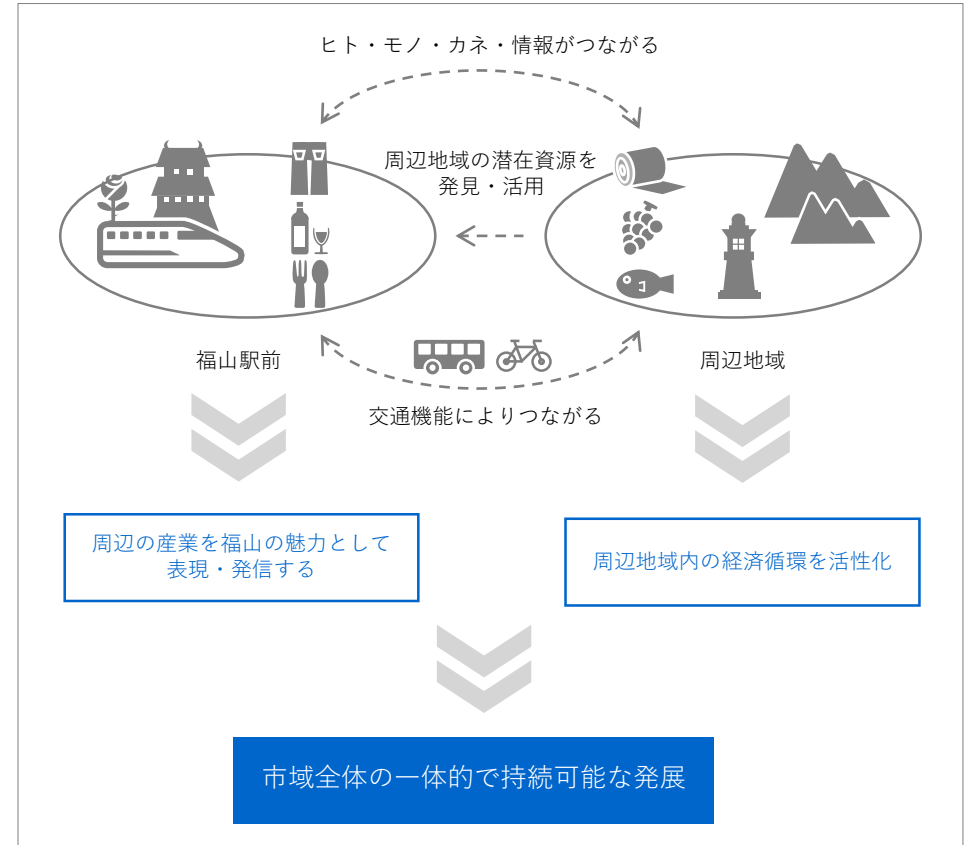 ヒト・モノ・カネ・情報がつながる
周辺地域の潜在資源を
発見・活用
福山駅前
周辺地域
交通機能によりつながる
周辺の産業を福山の魅力として
表現・発信する
周辺地域内の経済循環を活性化
市域全体の一体的で持続可能な発展